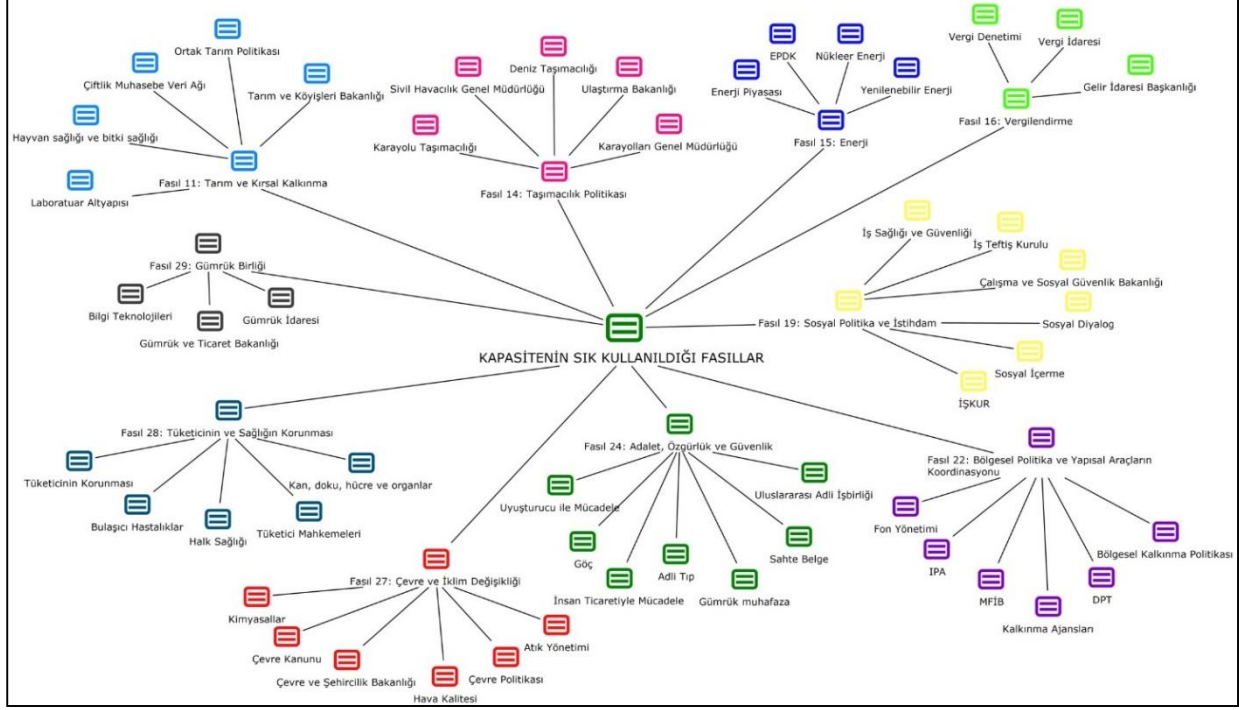 Ortak Tarım Politikası
Çiftlik Muhasebe Veri Ağı
Tarım ve Köyişleri Bakanlığı
Hayvan sağlığı ve bitki sağlığı
Fasıl 11: Tarım ve Kırsal Kalkınma
Laboratuar Altyapısı
Deniz Taşımacılığı
Sivil Havacılık Genel Müdürlüğü
Ulaştırma Bakanlığı
Karayolu Taşımacılığı
Karayolları Genel Müdürlüğü
Fasıl 14: Taşımacılık Politikası
EPDK
Nükleer Enerji
Enerji Piyasası
Yenilenebilir Enerji
Fasıl 15: Enerji
Vergi Denetimi
Vergi İdaresi
Gelir İdaresi Başkanlığı
Fasıl 16: Vergilendirme
Fasıl 29: Gümrük Birliği
Bilgi Teknolojileri
Gümrük İdaresi
Gümrük ve Ticaret Bakanlığı
İş Sağlığı ve Güvenliği
İş Teftiş Kurulu
Çalışma ve Sosyal Güvenlik Bakanlığı
Fasıl 19: Sosyal Politika ve İstihdam
Sosyal Diyalog
Sosyal İçerme
İŞKUR
KAPASİTENİN SIK KULLANILDIĞI FASILLAR
Fasıl 28: Tüketicinin ve Sağlığın Korunması
Tüketicinin Korunması
Kan, doku, hücre ve organlar
Bulaşıcı Hastalıklar
Halk Sağlığı
Tüketici Mahkemeleri
Fasıl 24: Adalet, Özgürlük ve Güvenlik
Uyuşturucu ile Mücadele
Uluslararası Adli İşbirliği
Göç
Adli Tıp
Sahte Belge
İnsan Ticaretiyle Mücadele
Gümrük muhafaza
Fasıl 22: Bölgesel Politika ve Yapısal Araçların
Koordinasyonu
Fon Yönetimi
Bölgesel Kalkınma Politikası
IPA
MFİB
DPT
Kalkınma Ajansları
Fasıl 27: Çevre ve İklim Değişikliği
Kimyasallar
Atık Yönetimi
Çevre Kanunu
Çevre ve Şehircilik Bakanlığı
Çevre Politikası
Hava Kalitesi